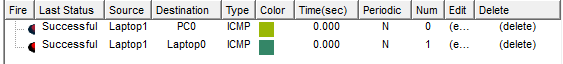 Fire Last Status Source Destination Type Color Time(sec) Periodic Num Edit Delete
Successful Laptop1 PC0 ICMP 0.000 N 0 (e... (delete)
Successful Laptop1 Laptop0 ICMP 0.000 N 1 (e... (delete)